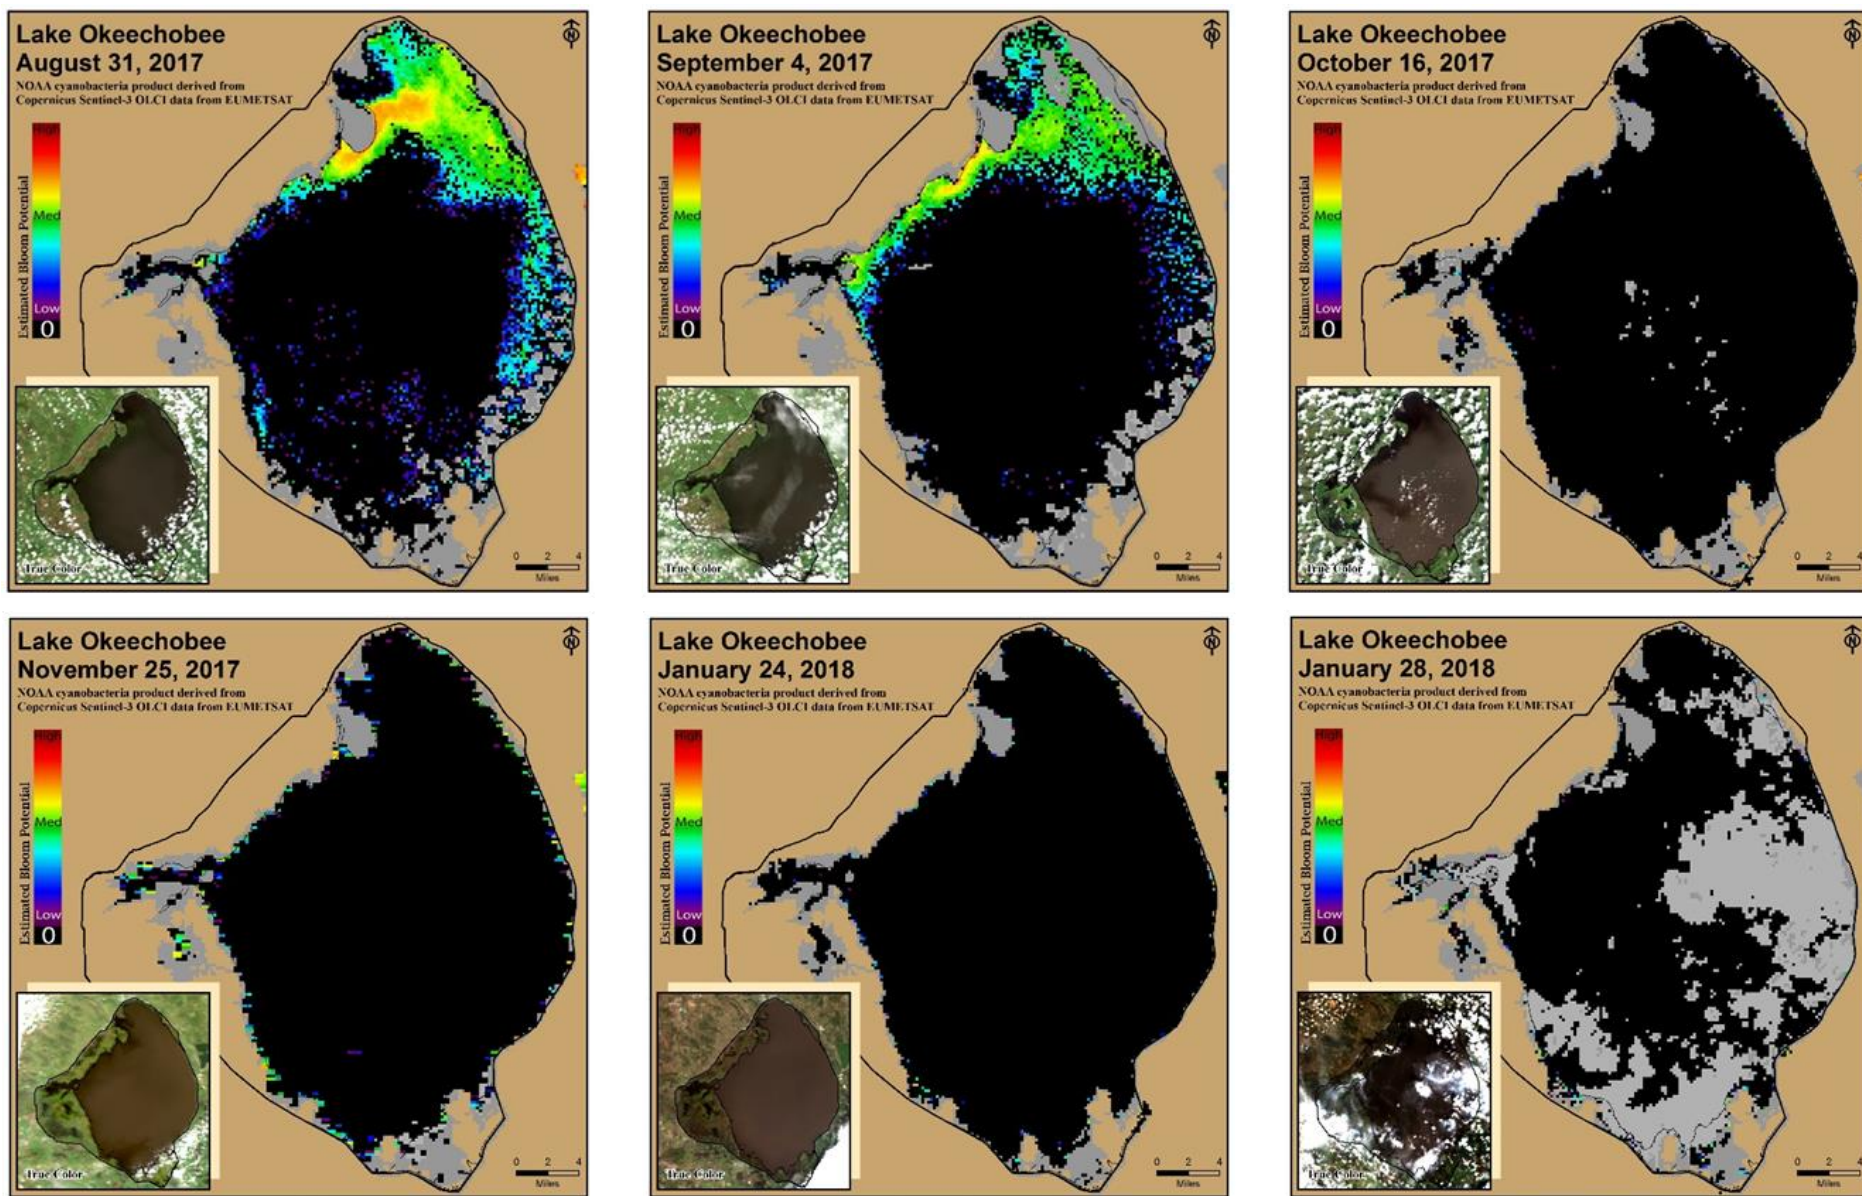 Lake Okeechobee
August 31, 2017
NOAA cyanobacteria product derived from
Copernicus Sentinel-3 OLCI data from EUMETSAT
N
High
Med
Low
0
Estimated Bloom Potential
True Color
0 2 4
Miles
Lake Okeechobee
September 4, 2017
NOAA cyanobacteria product derived from
Copernicus Sentinel-3 OLCI data from EUMETSAT
N
High
Med
Low
0
Estimated Bloom Potential
True Color
0 2 4
Miles
Lake Okeechobee
October 16, 2017
NOAA cyanobacteria product derived from
Copernicus Sentinel-3 OLCI data from EUMETSAT
N
High
Med
Low
0
Estimated Bloom Potential
True Color
0 2 4
Miles
Lake Okeechobee
November 25, 2017
NOAA cyanobacteria product derived from
Copernicus Sentinel-3 OLCI data from EUMETSAT
N
High
Med
Low
0
Estimated Bloom Potential
True Color
0 2 4
Miles
Lake Okeechobee
January 24, 2018
NOAA cyanobacteria product derived from
Copernicus Sentinel-3 OLCI data from EUMETSAT
N
High
Med
Low
0
Estimated Bloom Potential
True Color
0 2 4
Miles
Lake Okeechobee
January 28, 2018
NOAA cyanobacteria product derived from
Copernicus Sentinel-3 OLCI data from EUMETSAT
N
High
Med
Low
0
Estimated Bloom Potential
True Color
0 2 4
Miles